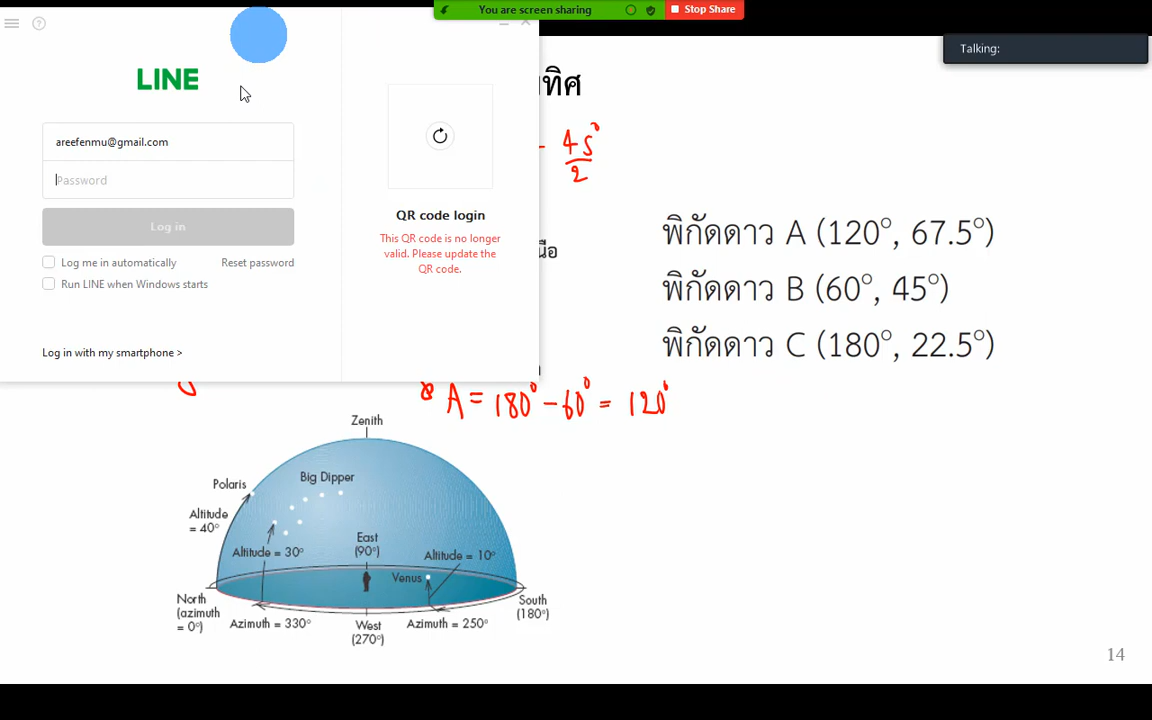 You are screen sharing
Stop Share
Talking:
LINE
areefenmu@gmail.com
Password
Log in
Log me in automatically
Reset password
Run LINE when Windows starts
Log in with my smartphone >
QR code login
This QR code is no longer
valid. Please update the
QR code.
45°
2
พิกัดดาว A (120°, 67.5°)
พิกัดดาว B (60°, 45°)
พิกัดดาว C (180°, 22.5°)
A = 180° - 60° = 120°
Zenith
Polaris
Big Dipper
Altitude
= 40°
East
(90°)
Altitude = 30°
Altitude = 10°
Venus
North
(azimuth
= 0°)
Azimuth = 330°
West
(270°)
Azimuth = 250°
South
(180°)
14